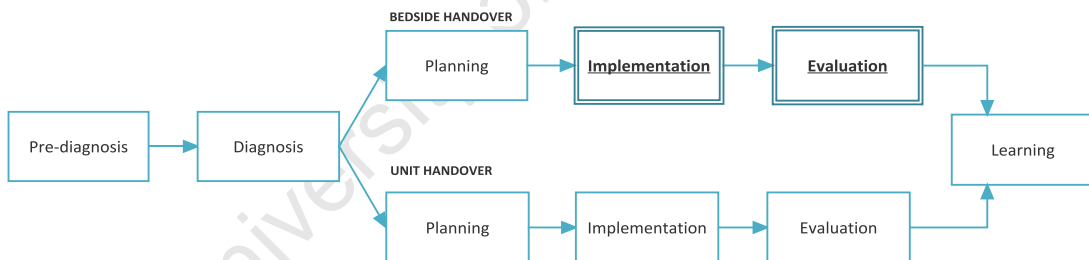 BEDSIDE HANDOVER
Planning
Implementation
Evaluation
Pre-diagnosis
Diagnosis
Learning
UNIT HANDOVER
Planning
Implementation
Evaluation